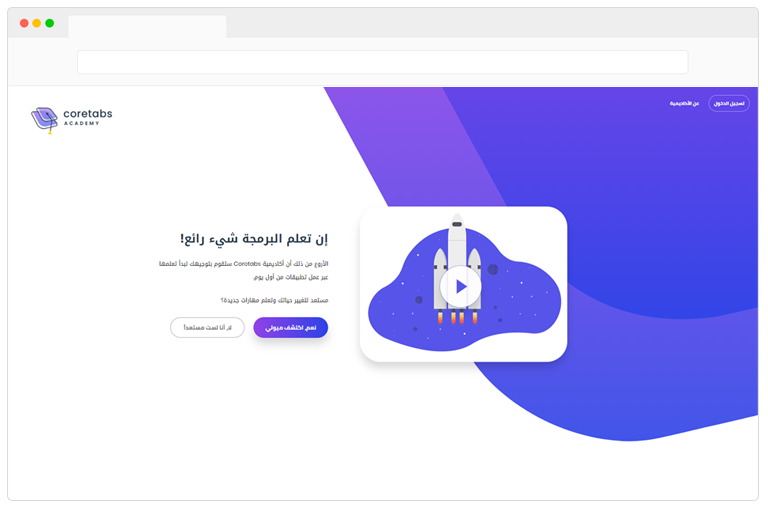 coretabs
ACADEMY
تسجيل الدخول
عن الأكاديمية
إن تعلم البرمجة شيء رائع!
الأروع من ذلك أن أكاديمية Coretabs ستقوم بتوجيهك لبدأ تعلمها
عبر عمل تطبيقات من أول يوم.
مستعد لتغيير حياتك وتعلم مهارات جديدة؟
نعم, اكتشف ميولي
لا, أنا لست مستعداً